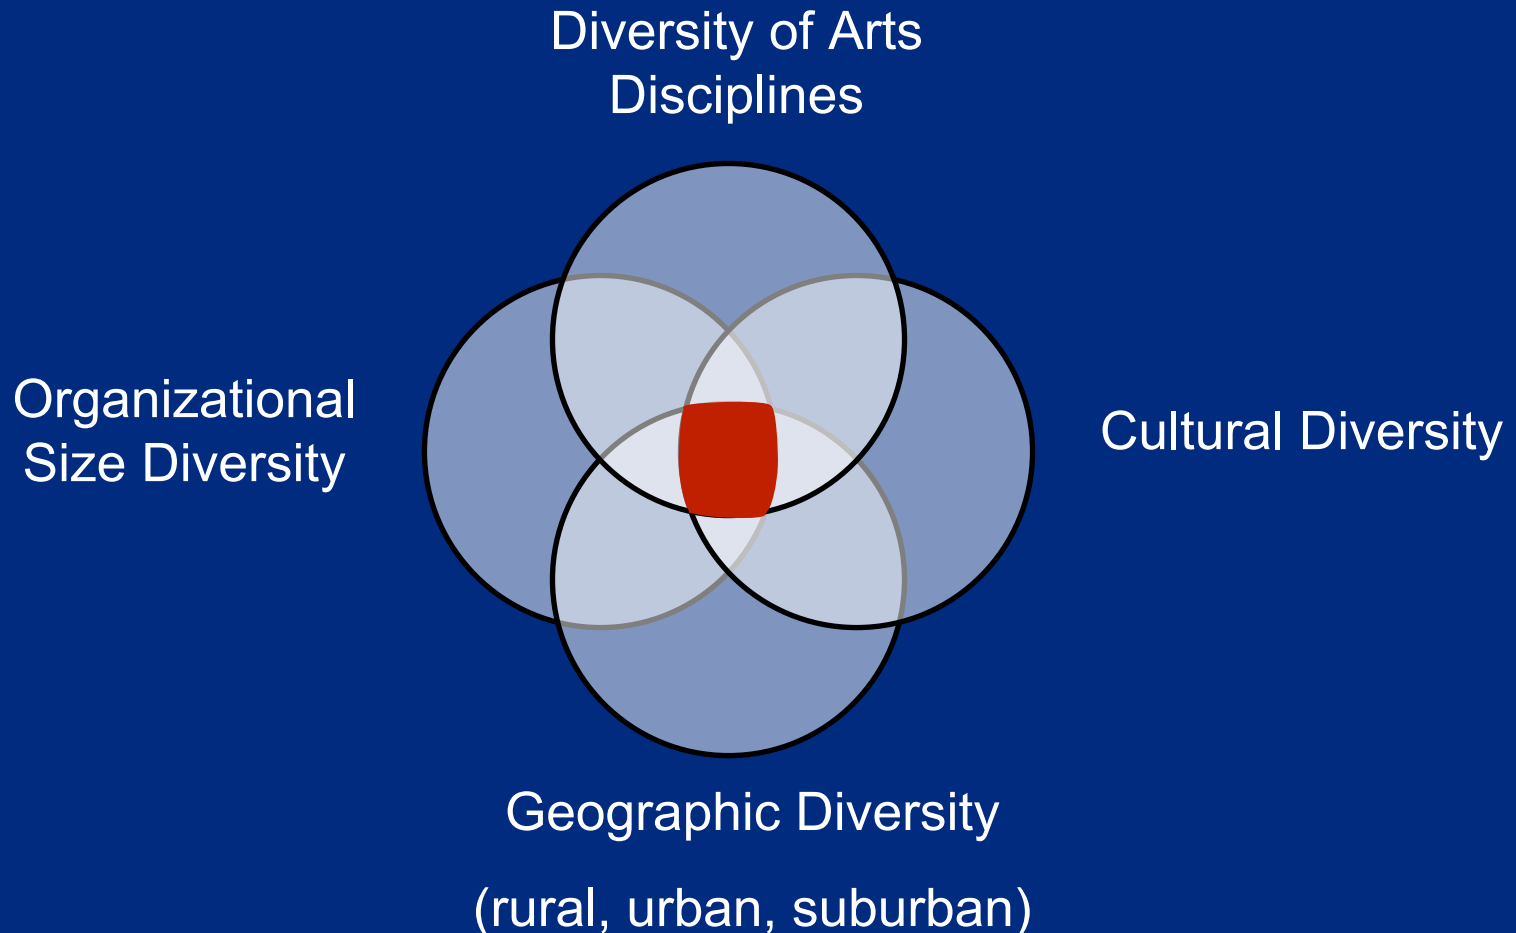 Diversity of Arts
Disciplines
Organizational
Size Diversity
Cultural Diversity
Geographic Diversity
(rural, urban, suburban)